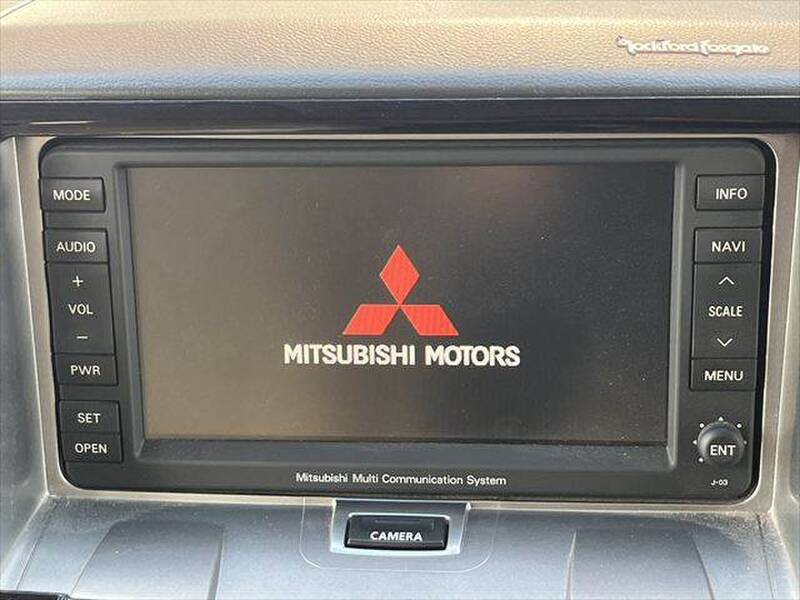 Rockford Fosgate
MODE
AUDIO
+
VOL
−
PWR
SET
OPEN
MITSUBISHI MOTORS
INFO
NAVI
SCALE
MENU
ENT
J-03
Mitsubishi Multi Communication System
CAMERA